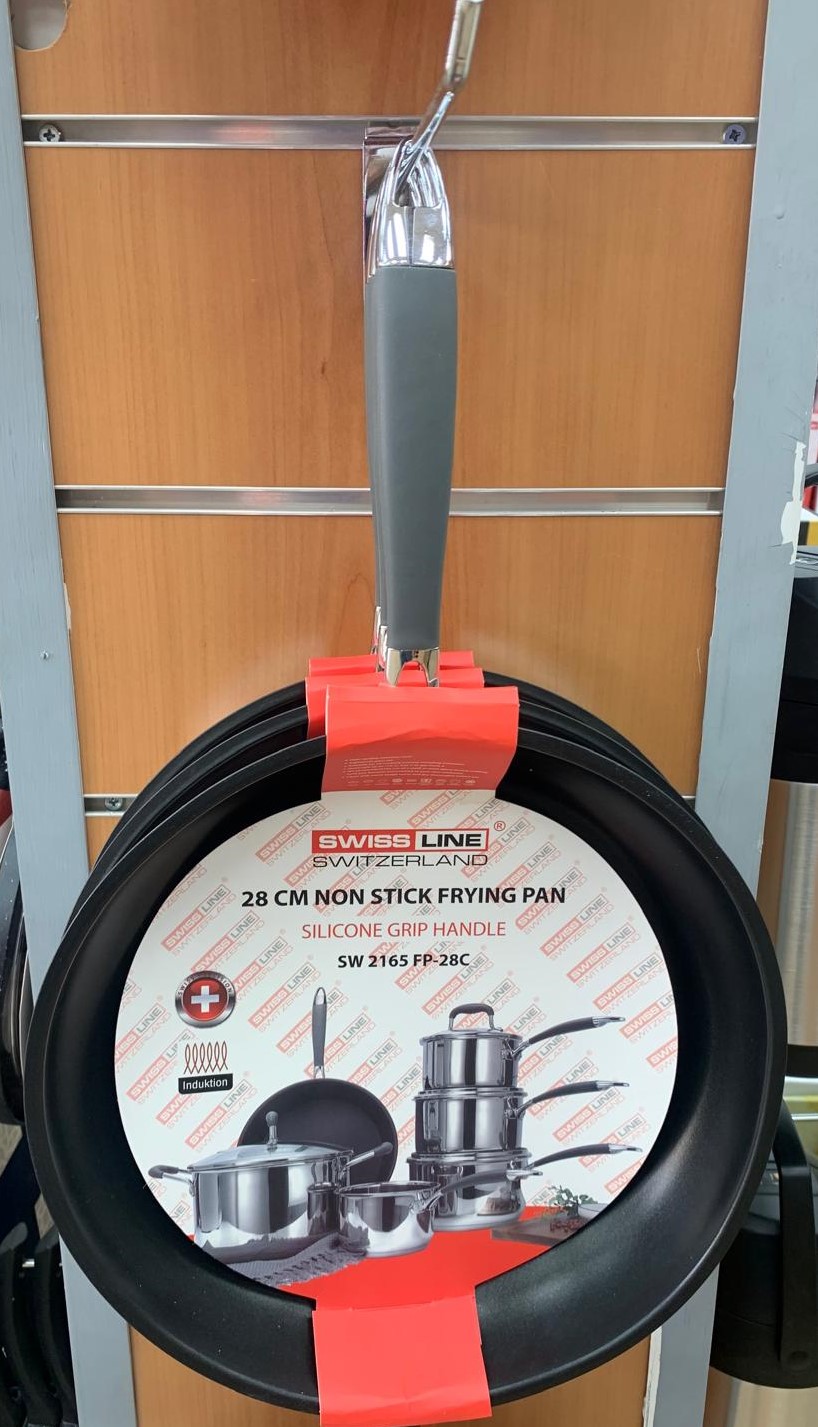 SWISS LINE ®
SWITZERLAND
28 CM NON STICK FRYING PAN
SILICONE GRIP HANDLE
SW 2165 FP-28C
Induktion